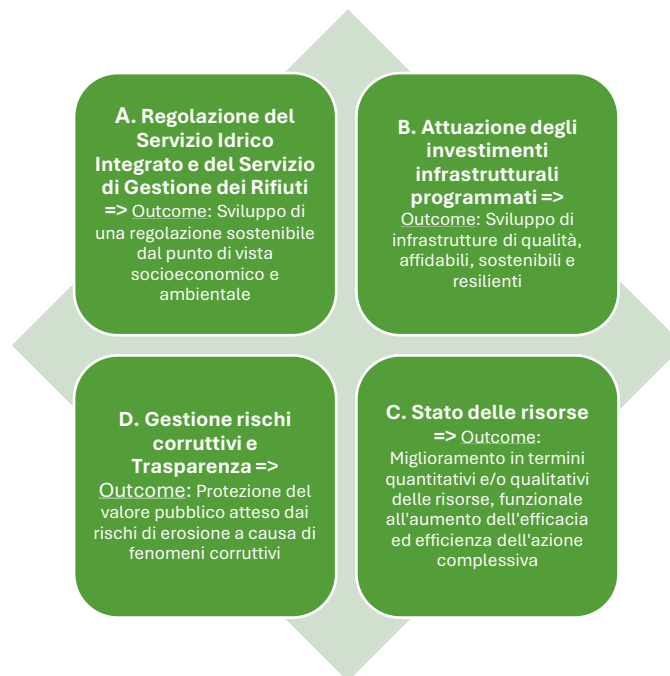 A. Regolazione del
Servizio Idrico
Integrato e del Servizio
di Gestione dei Rifiuti
=> Outcome: Sviluppo di
una regolazione sostenibile
dal punto di vista
socioeconomico e
ambientale
B. Attuazione degli
investimenti
infrastrutturali
programmati =>
Outcome: Sviluppo di
infrastrutture di qualità,
affidabili, sostenibili e
resilienti
D. Gestione rischi
corruttivi e
Trasparenza =>
Outcome: Protezione del
valore pubblico atteso dai
rischi di erosione a causa di
fenomeni corruttivi
C. Stato delle risorse
=> Outcome:
Miglioramento in termini
quantitativi e/o qualitativi
delle risorse, funzionale
all'aumento dell'efficacia
ed efficienza dell'azione
complessiva